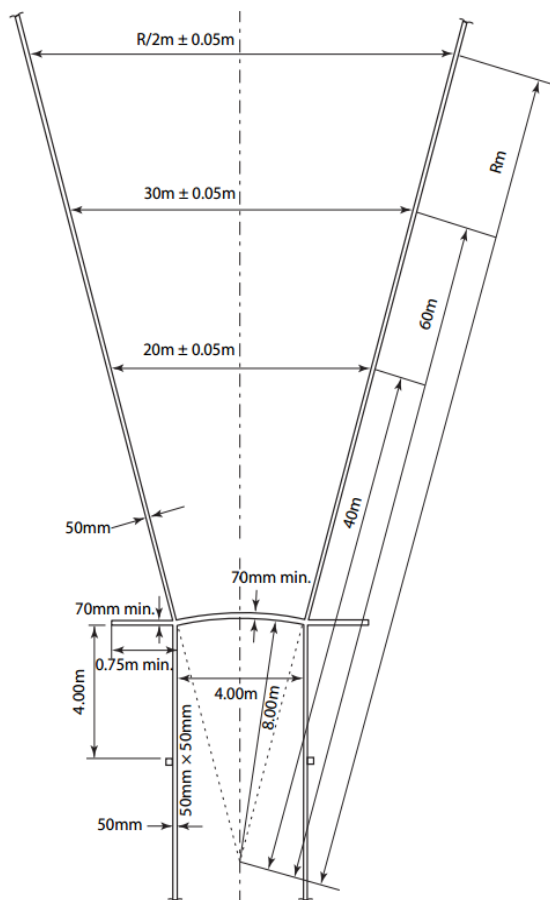 R/2m ± 0.05m
Rm
30m ± 0.05m
60m
20m ± 0.05m
40m
50mm
70mm min.
70mm min.
0.75m min.
4.00m
4.00m
8.00m
50mm × 50mm
50mm